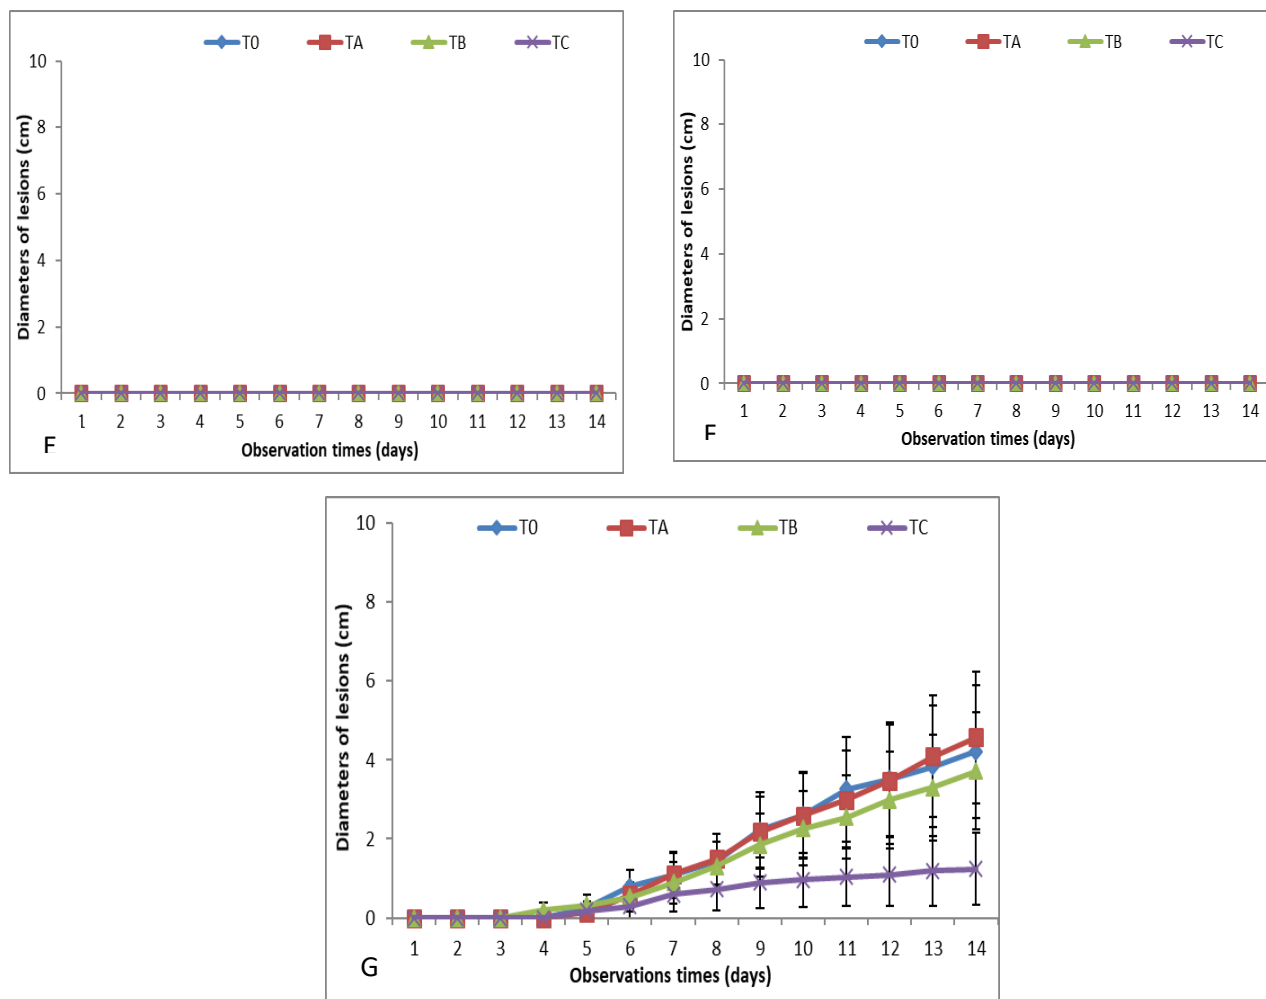 T0 TA TB TC
10
8
6
4
2
0
Diameters of lesions (cm)
1 2 3 4 5 6 7 8 9 10 11 12 13 14
F
Observation times (days)
T0 TA TB TC
10
8
6
4
2
0
Diameters of lesions (cm)
1 2 3 4 5 6 7 8 9 10 11 12 13 14
F
Observation times (days)
T0 TA TB TC
10
8
6
4
2
0
Diameters of lesions (cm)
1 2 3 4 5 6 7 8 9 10 11 12 13 14
G
Observations times (days)